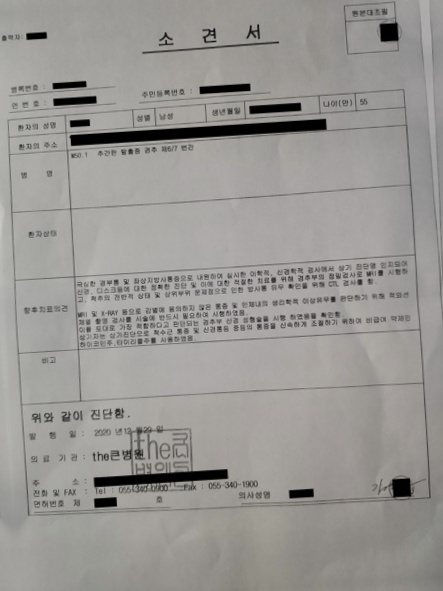 출력자:
원본대조필
소 견 서
병록번호 :
연 번 호 :
주민등록번호 :
환자의 성명
성별
남성
생년월일
나이(만)
55
환자의 주소
병 명
M50.1 추간판 탈출증 경추 제6/7 번간
환자상태
향후치료의견
극심한 경부통 및 좌상지방사통증으로 내원하여 실시한 이학적, 신경학적 검사에서 상기 진단명 인지되어
신경, 디스크등에 대한 정확한 진단 및 이에 대한 적절한 치료를 위해 경추부의 정밀검사로 MRI를 시행하
고, 척추의 전반적 상태 및 상위부위 문제점으로 인한 방사통 의무 확인을 위해 CTL 검사를 함.
MRI 및 X-RAY 등으로 감별에 동의하지 않은 통증 및 인체내의 생리학적 이상유무를 판단하기 위해 적외선
체열 촬영 검사를 시술에 반드시 필요하여 시행하였음.
이를 토대로 가장 적합하다고 판단되는 경추부 신경 성형술을 시행 하였음을 확인함.
상기자는 상기진단으로 척수근 통증 및 신경통등 중등의 통증을 신속하게 조절하기 위하여 비급여 약제인
하이코민주,타이리콜주를 사용하였음.
비고
위와 같이 진단함.
발 행 일 : 2020 년12 월29 일
의료 기관 : the큰병원
주 소 :
전화 및 FAX : Tel : 055-340-0900 Fax : 055-340-1900
면허번호 제 호
의사성명